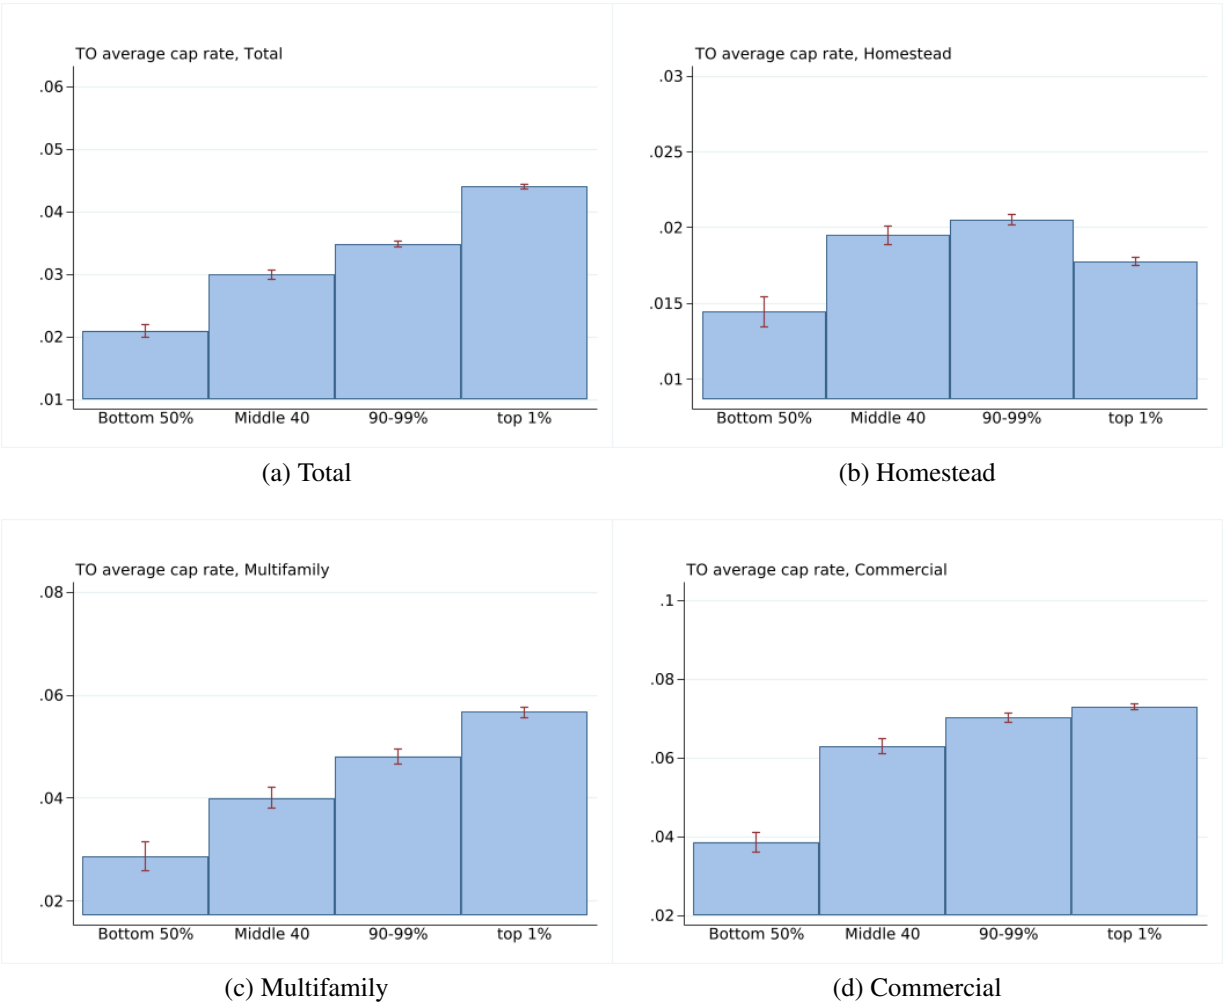 TO average cap rate, Total
.06
.05
.04
.03
.02
.01
Bottom 50% Middle 40 90-99% top 1%
(a) Total
TO average cap rate, Homestead
.03
.025
.02
.015
.01
Bottom 50% Middle 40 90-99% top 1%
(b) Homestead
TO average cap rate, Multifamily
.08
.06
.04
.02
Bottom 50% Middle 40 90-99% top 1%
(c) Multifamily
TO average cap rate, Commercial
.1
.08
.06
.04
.02
Bottom 50% Middle 40 90-99% top 1%
(d) Commercial